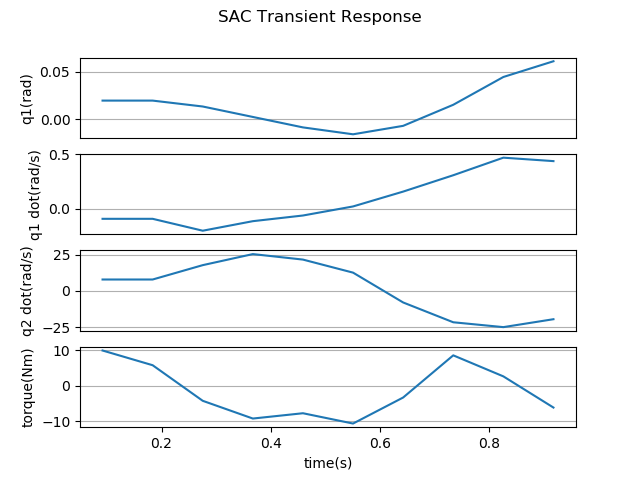 SAC Transient Response
q1(rad)
0.05
0.00
q1 dot(rad/s)
0.5
0.0
q2 dot(rad/s)
25
0
−25
torque(Nm)
10
0
−10
0.2 0.4 0.6 0.8
time(s)